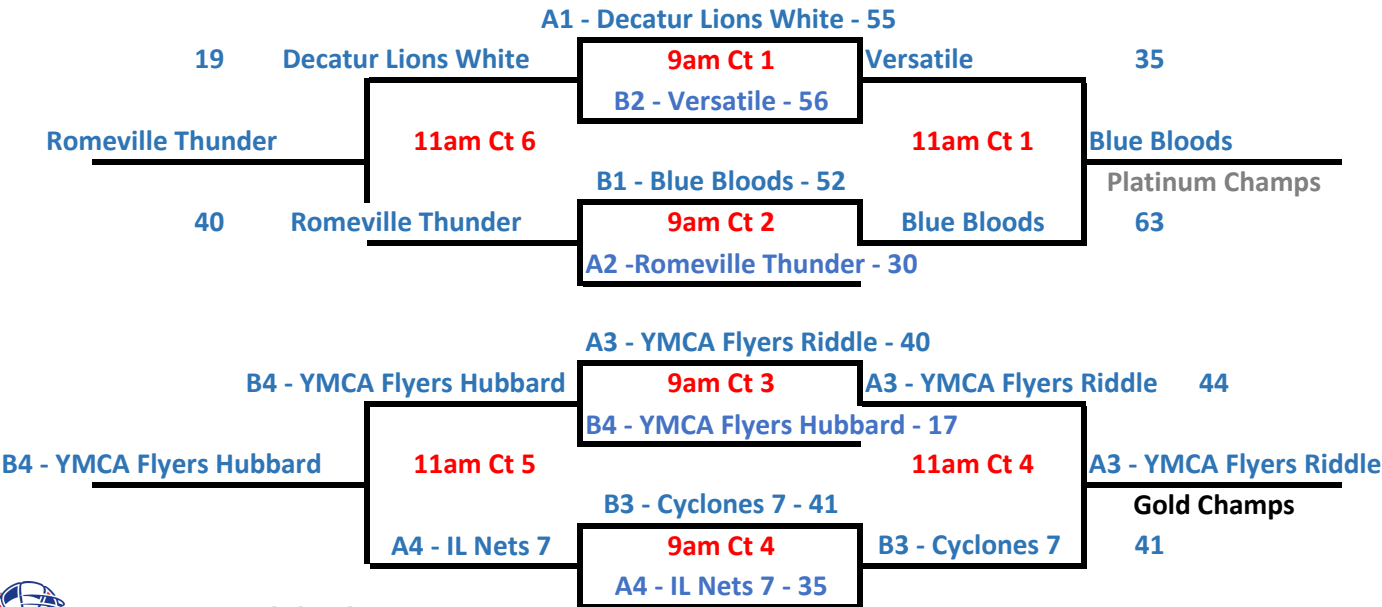 A1 - Decatur Lions White - 55
19 Decatur Lions White 9am Ct 1 Versatile 35
B2 - Versatile - 56
Romeville Thunder 11am Ct 6 11am Ct 1 Blue Bloods
B1 - Blue Bloods - 52 Platinum Champs
40 Romeville Thunder 9am Ct 2 Blue Bloods 63
A2 -Romeville Thunder - 30
A3 - YMCA Flyers Riddle - 40
B4 - YMCA Flyers Hubbard 9am Ct 3 A3 - YMCA Flyers Riddle 44
B4 - YMCA Flyers Hubbard - 17
B4 - YMCA Flyers Hubbard 11am Ct 5 11am Ct 4 A3 - YMCA Flyers Riddle
B3 - Cyclones 7 - 41 Gold Champs
A4 - IL Nets 7 9am Ct 4 B3 - Cyclones 7 41
A4 - IL Nets 7 - 35